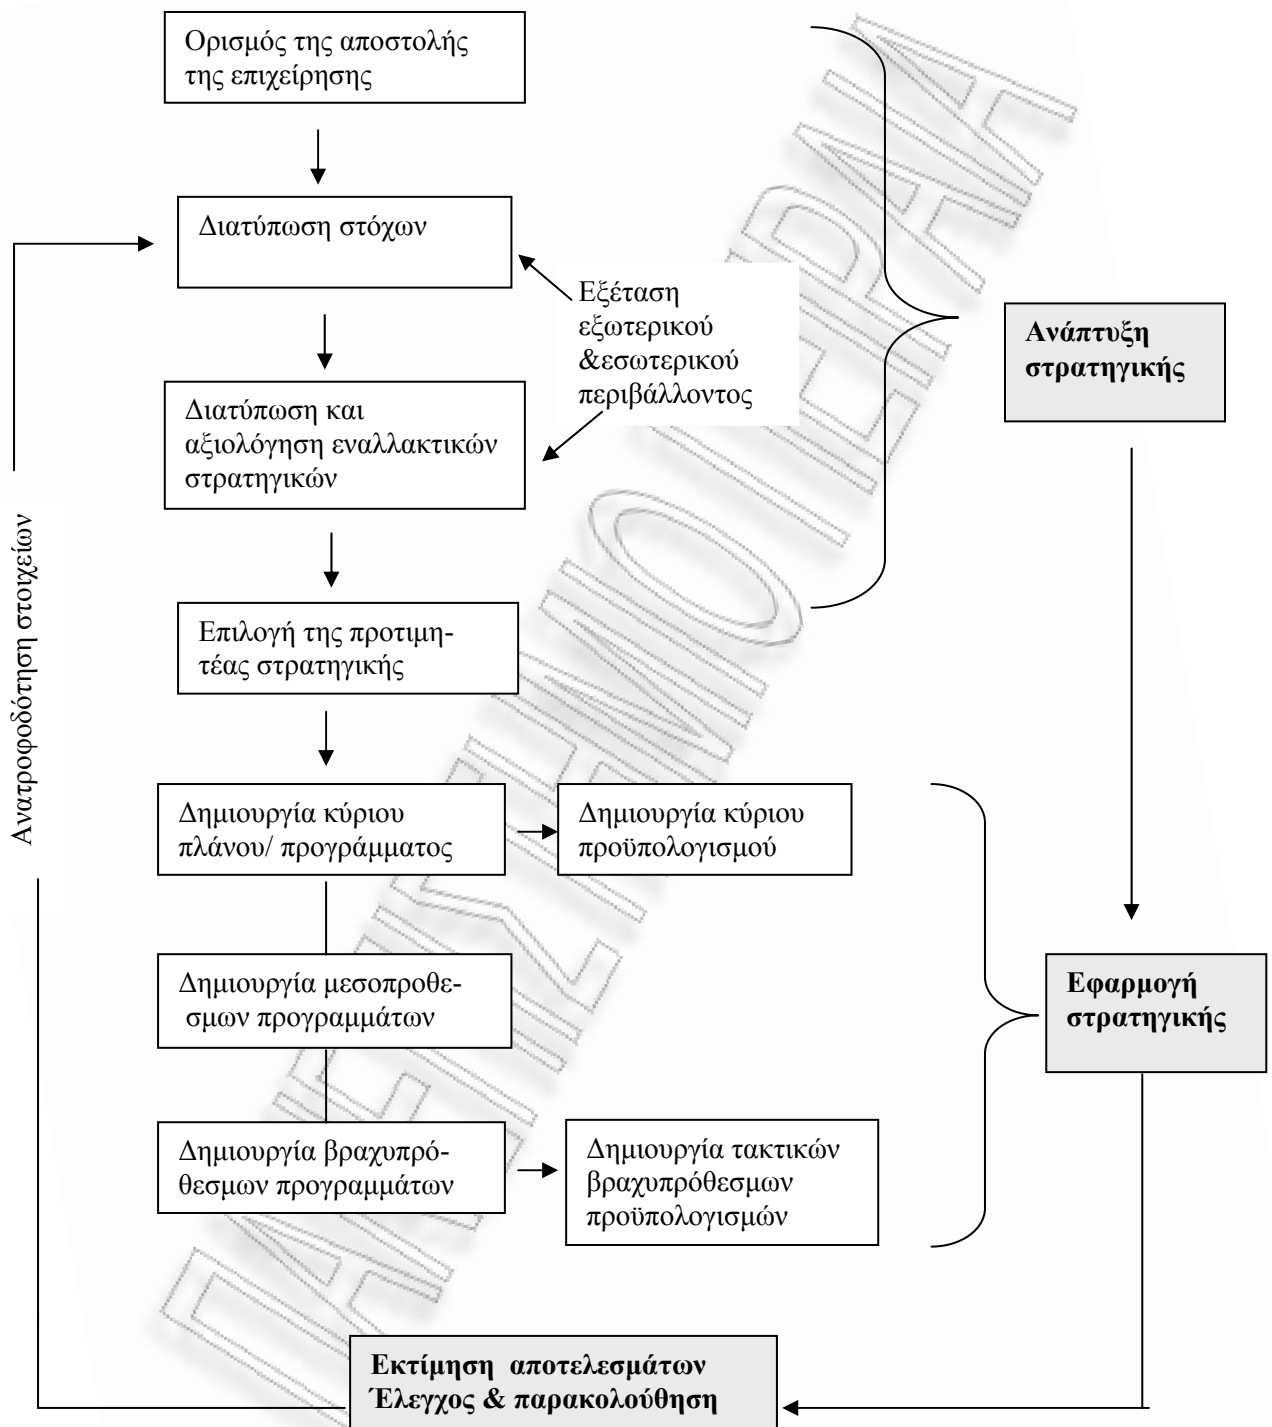 Ορισμός της αποστολής
της επιχείρησης
Διατύπωση στόχων
Εξέταση
εξωτερικού
&εσωτερικού
περιβάλλοντος
Ανάπτυξη
στρατηγικής
Διατύπωση και
αξιολόγηση εναλλακτικών
στρατηγικών
Ανατροφοδότηση στοιχείων
Επιλογή της προτιμη-
τέας στρατηγικής
Δημιουργία κύριου
πλάνου/ προγράμματος
Δημιουργία κύριου
προϋπολογισμού
Δημιουργία μεσοπροθε-
σμων προγραμμάτων
Εφαρμογή
στρατηγικής
Δημιουργία βραχυπρό-
θεσμων προγραμμάτων
Δημιουργία τακτικών
βραχυπρόθεσμων
προϋπολογισμών
Εκτίμηση αποτελεσμάτων
Έλεγχος & παρακολούθηση
ΠΑΝΕΠΙΣΤΗΜΙΟ ΠΕΙΡΑΙΑ